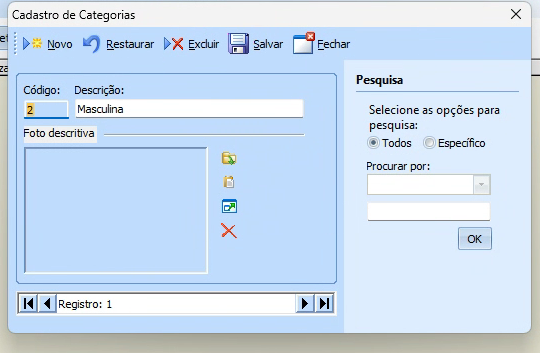 Cadastro de Categorias
Novo Restaurar Excluir Salvar Fechar
Código: Descrição:
2 Masculina
Foto descritiva
Registro: 1
Pesquisa
Selecione as opções para
pesquisa:
Todos Específico
Procurar por:
OK